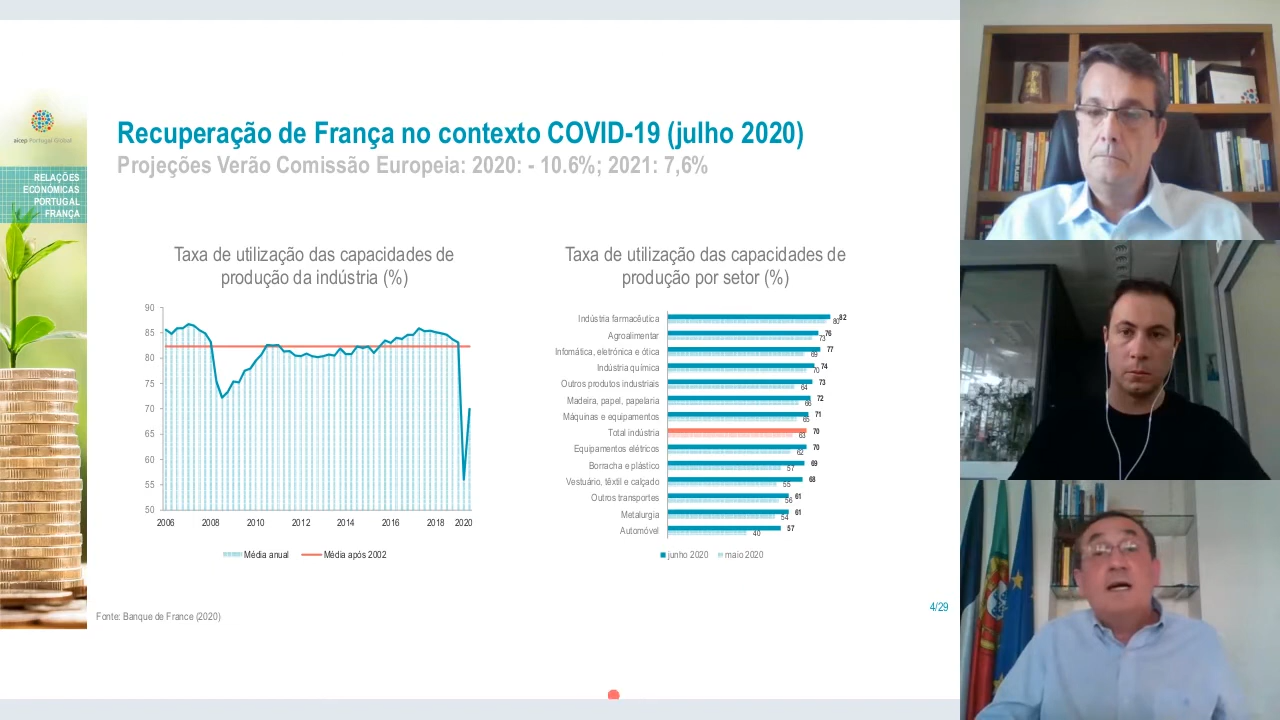 aicep Portugal Global
RELAÇÕES
ECONÓMICAS
PORTUGAL
FRANÇA
Recuperação de França no contexto COVID-19 (julho 2020)
Projeções Verão Comissão Europeia: 2020: - 10.6%; 2021: 7,6%
Taxa de utilização das capacidades de
produção da indústria (%)
90
85
80
75
70
65
60
55
50
2006 2008 2010 2012 2014 2016 2018 2020
Média anual Média após 2002
Taxa de utilização das capacidades de
produção por setor (%)
Indústria farmacêutica 82 80
Agroalimentar 76 73
Infomática, eletrónica e ótica 77 69
Indústria química 74 70
Outros produtos industriais 73 64
Madeira, papel, papelaria 72 66
Máquinas e equipamentos 71 65
Total indústria 70 63
Equipamentos elétricos 70 62
Borracha e plástico 69 57
Vestuário, têxtil e calçado 68 55
Outros transportes 61 56
Metalurgia 61 54
Automóvel 57 40
junho 2020 maio 2020
4/29
Fonte: Banque de France (2020)